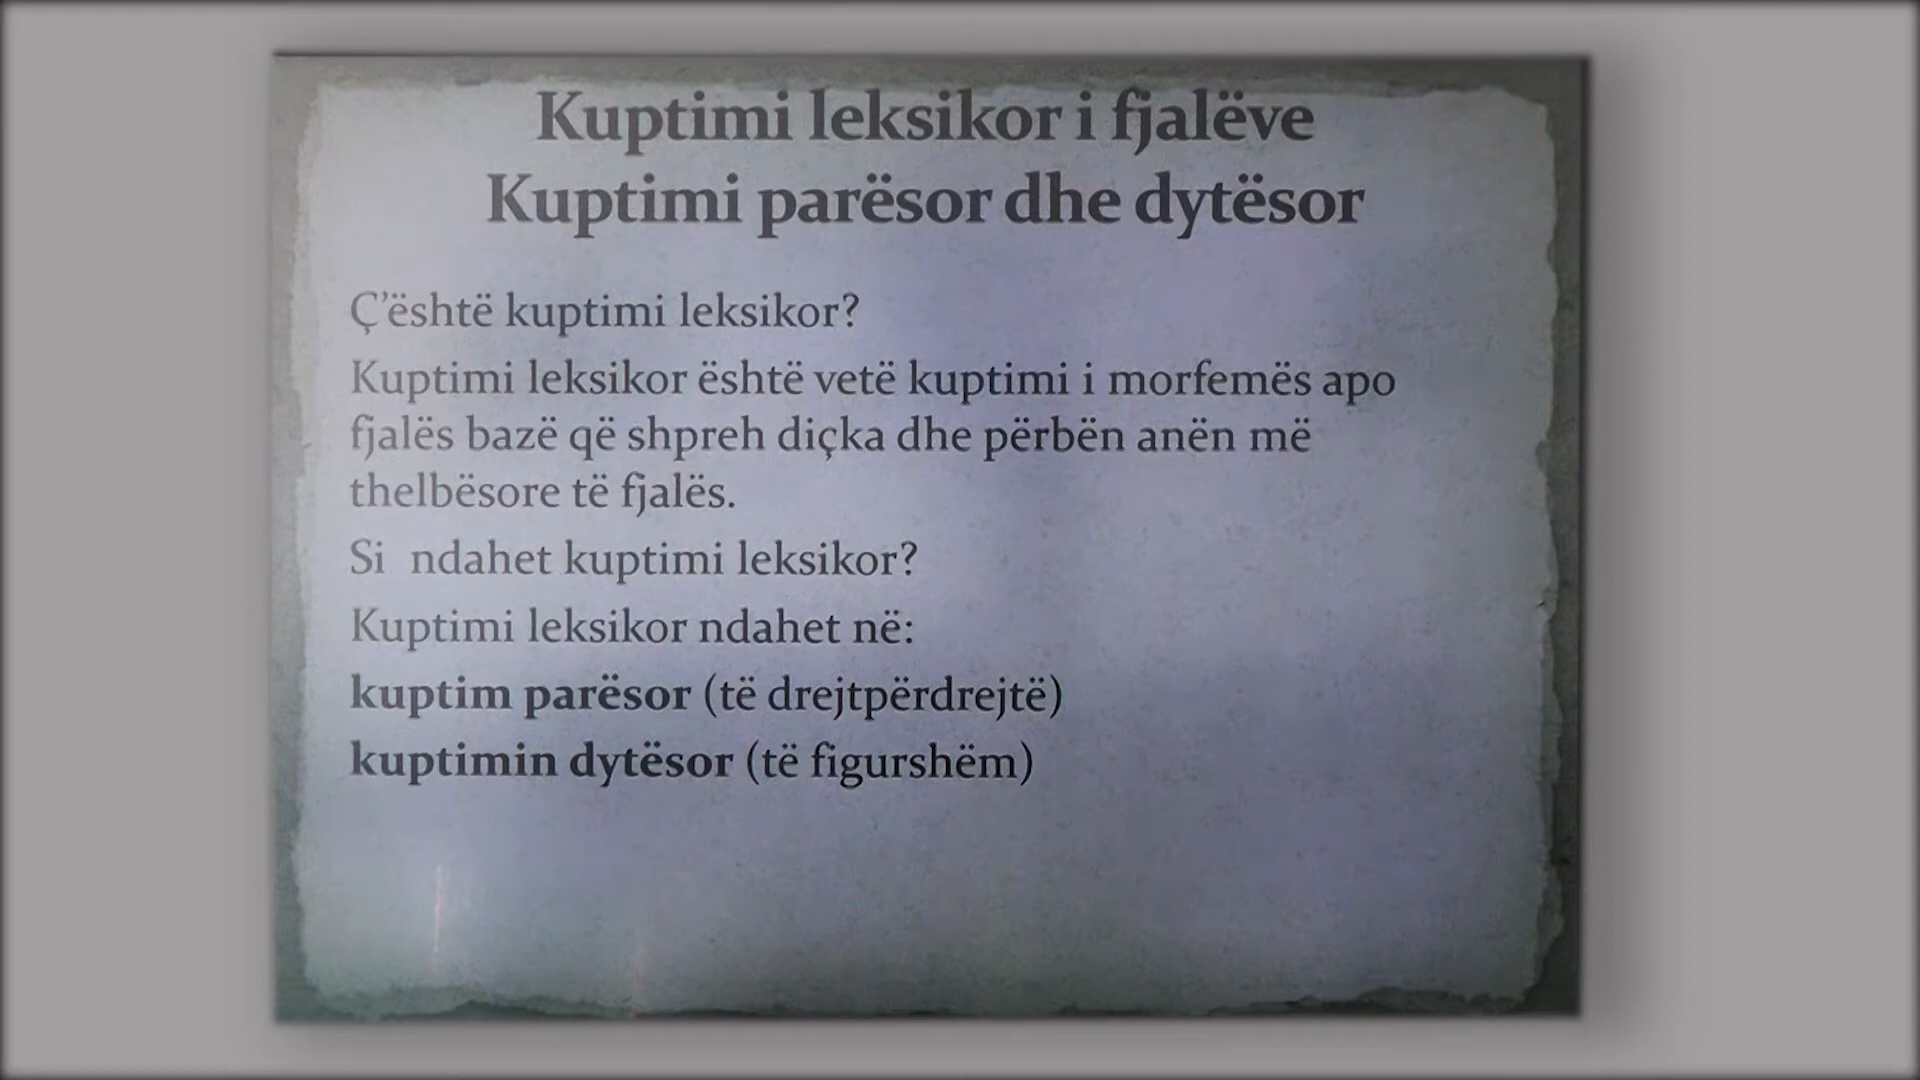 Kuptimi leksikor i fjalëve
Kuptimi parësor dhe dytësor
Ç’është kuptimi leksikor?
Kuptimi leksikor është vetë kuptimi i morfemës apo
fjalës bazë që shpreh diçka dhe përbën anën më
thelbësore të fjalës.
Si ndahet kuptimi leksikor?
Kuptimi leksikor ndahet në:
kuptim parësor (të drejtpërdrejtë)
kuptimin dytësor (të figurshëm)